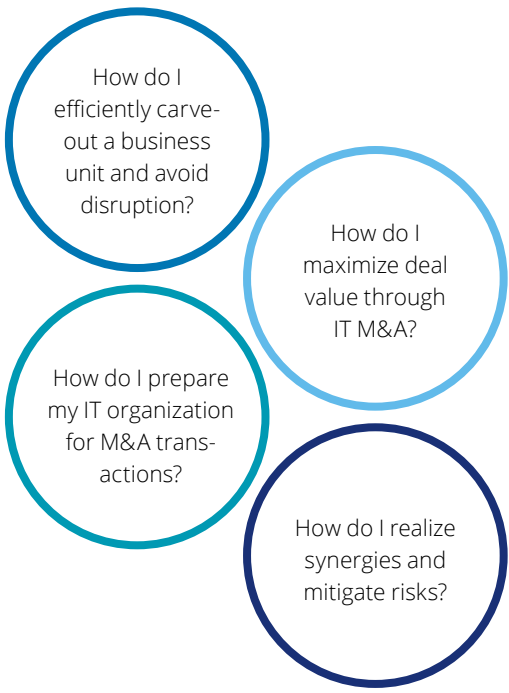 How do I
efficiently carve-
out a business
unit and avoid
disruption?
How do I
maximize deal
value through
IT M&A?
How do I prepare
my IT organization
for M&A trans-
actions?
How do I realize
synergies and
mitigate risks?